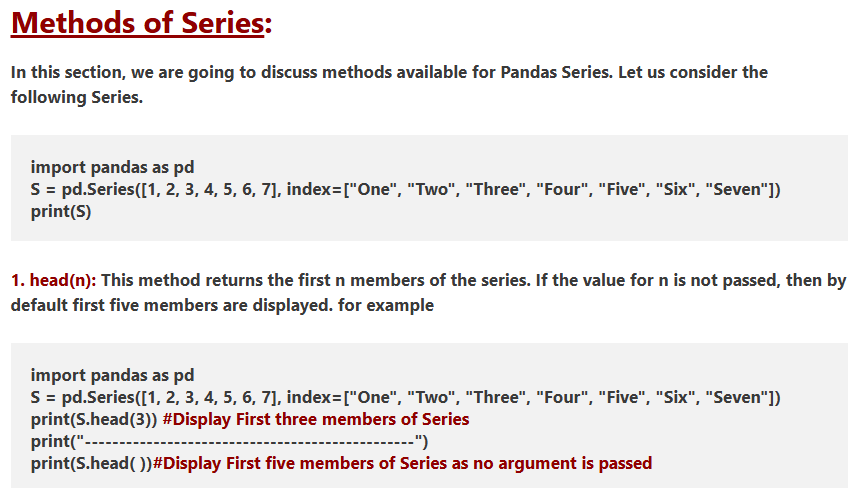 Methods of Series:
In this section, we are going to discuss methods available for Pandas Series. Let us consider the
following Series.
import pandas as pd
S = pd.Series([1, 2, 3, 4, 5, 6, 7], index=["One", "Two", "Three", "Four", "Five", "Six", "Seven"])
print(S)
1. head(n): This method returns the first n members of the series. If the value for n is not passed, then by
default first five members are displayed. for example
import pandas as pd
S = pd.Series([1, 2, 3, 4, 5, 6, 7], index=["One", "Two", "Three", "Four", "Five", "Six", "Seven"])
print(S.head(3)) #Display First three members of Series
print("------------------------------------------------")
print(S.head( ))#Display First five members of Series as no argument is passed